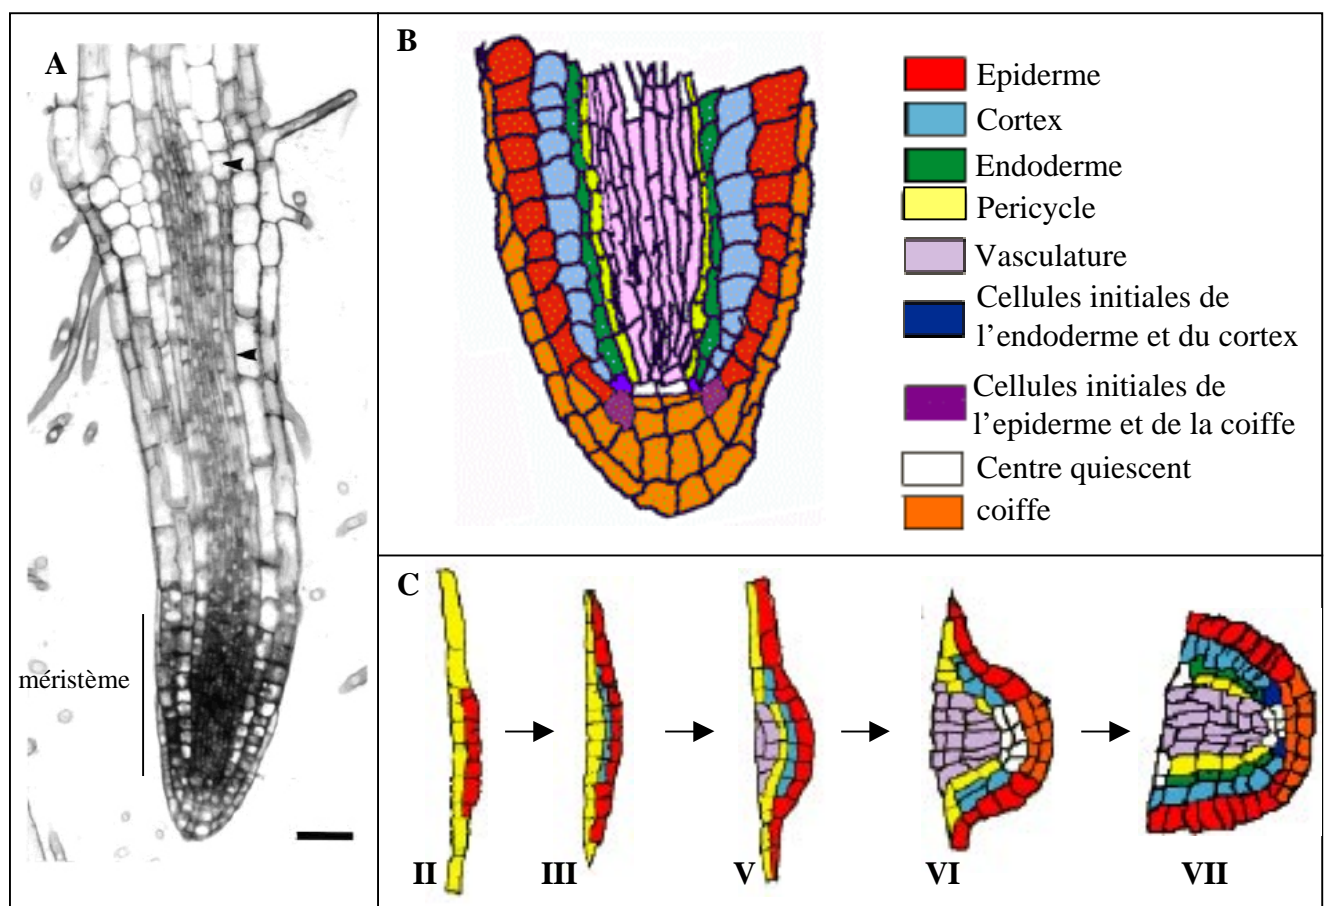 A
méristème
B
Epiderme
Cortex
Endoderme
Pericycle
Vasculature
Cellules initiales de
l'endoderme et du cortex
Cellules initiales de
l'epiderme et de la coiffe
Centre quiescent
coiffe
C
II
III
V
VI
VII